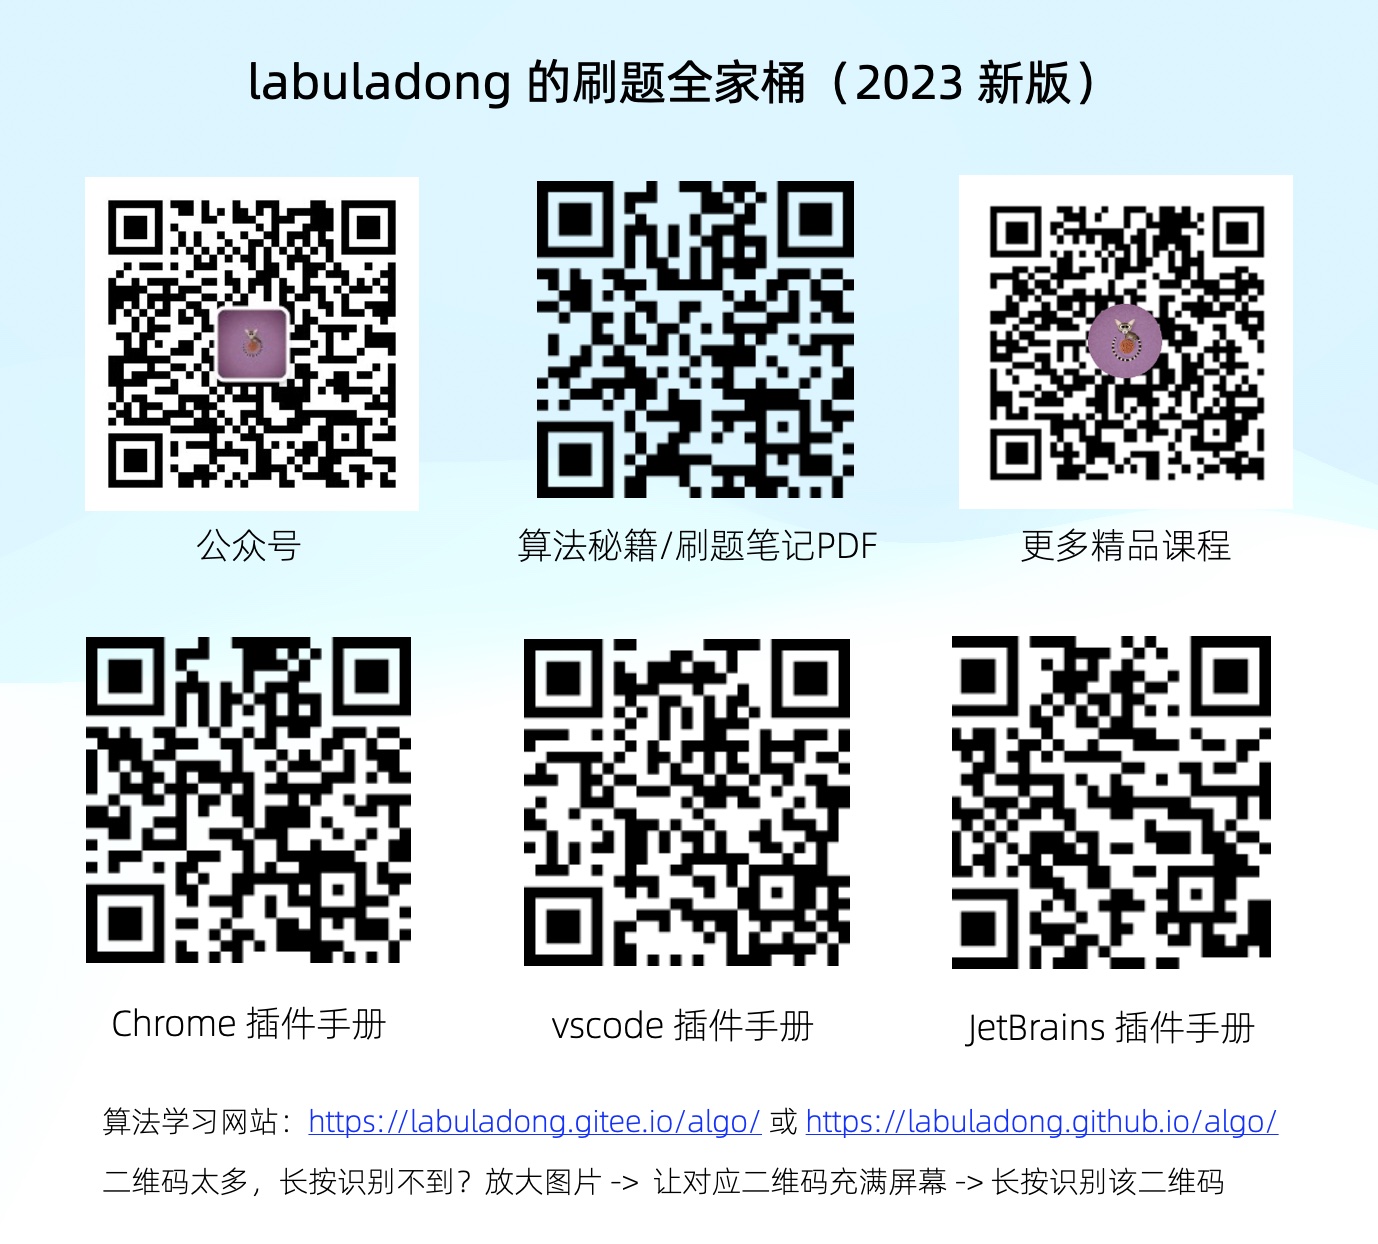 labuladong 的刷题全家桶（2023 新版）
公众号
算法秘籍/刷题笔记PDF
更多精品课程
Chrome 插件手册
vscode 插件手册
JetBrains 插件手册
算法学习网站：https://labuladong.gitee.io/algo/ 或 https://labuladong.github.io/algo/
二维码太多，长按识别不到？放大图片 -> 让对应二维码充满屏幕 -> 长按识别该二维码